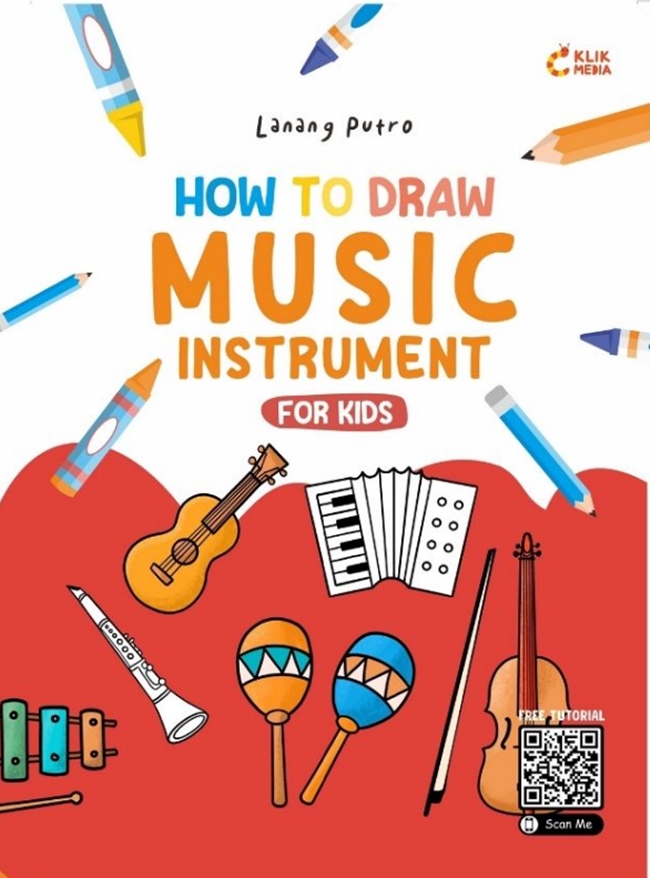 KLIK
MEDIA
Lanang Putro
HOW TO DRAW
MUSIC
INSTRUMENT
FOR KIDS
FREE TUTORIAL
Scan Me